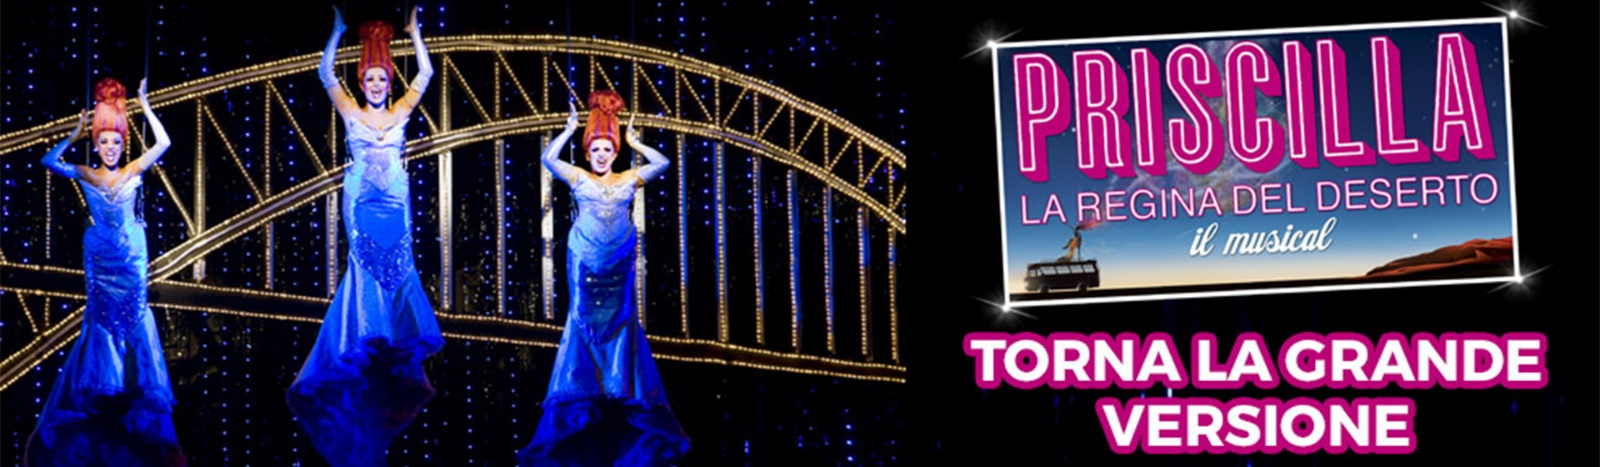 PRISCILLA
LA REGINA DEL DESERTO
il musical
TORNA LA GRANDE
VERSIONE